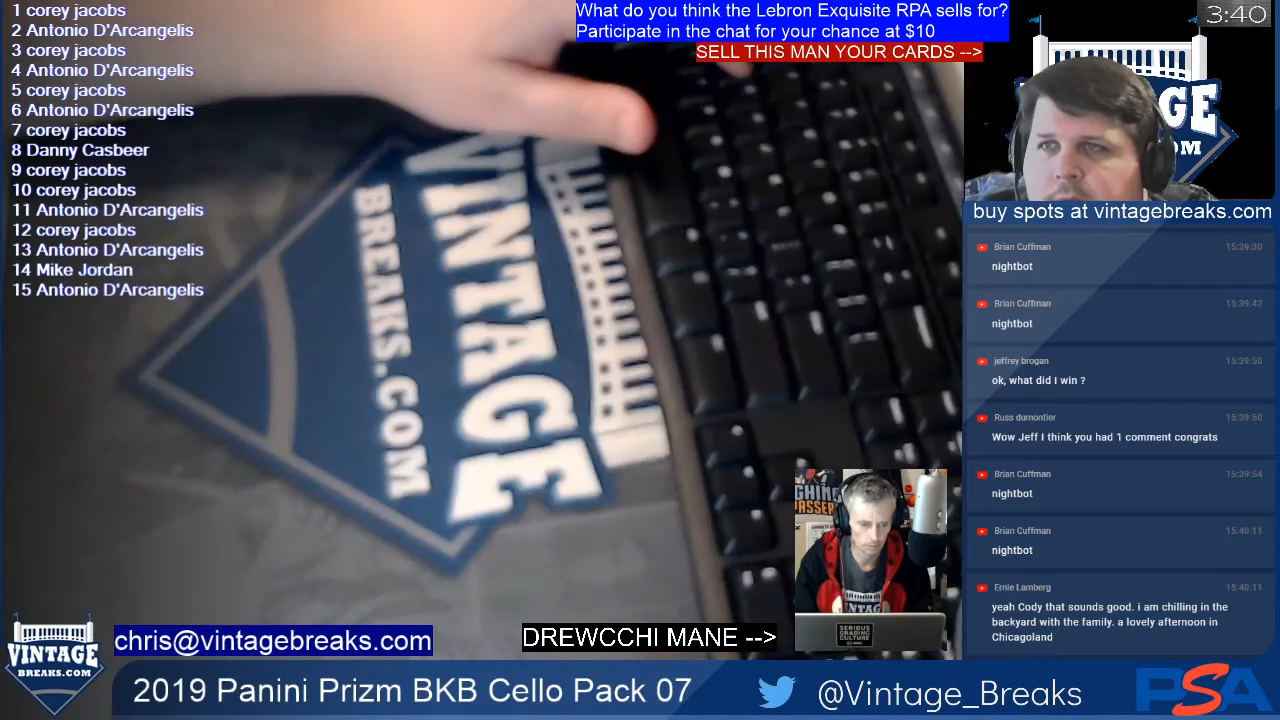 1 corey jacobs
2 Antonio D'Arcangelis
3 corey jacobs
4 Antonio D'Arcangelis
5 corey jacobs
6 Antonio D'Arcangelis
7 corey jacobs
8 Danny Casbeer
9 corey jacobs
10 corey jacobs
11 Antonio D'Arcangelis
12 corey jacobs
13 Antonio D'Arcangelis
14 Mike Jordan
15 Antonio D'Arcangelis
What do you think the Lebron Exquisite RPA sells for?
Participate in the chat for your chance at $10
SELL THIS MAN YOUR CARDS -->
3:40
buy spots at vintagebreaks.com
Brian Cuffman 15:39:30
nightbot
Brian Cuffman 15:39:42
nightbot
jeffrey brogan 15:39:50
ok, what did I win ?
Russ dumontier 15:39:50
Wow Jeff I think you had 1 comment congrats
Brian Cuffman 15:39:54
nightbot
Brian Cuffman 15:40:11
nightbot
Ernie Lamberg 15:40:11
yeah Cody that sounds good. i am chilling in the
backyard with the family. a lovely afternoon in
Chicagoland
VINTAGE
BREAKS.COM
SERIOUS
GRADING
CULTURE
DREWCCHI MANE -->
chris@vintagebreaks.com
VINTAGE
BREAKS.COM
2019 Panini Prizm BKB Cello Pack 07
@Vintage_Breaks
PSA